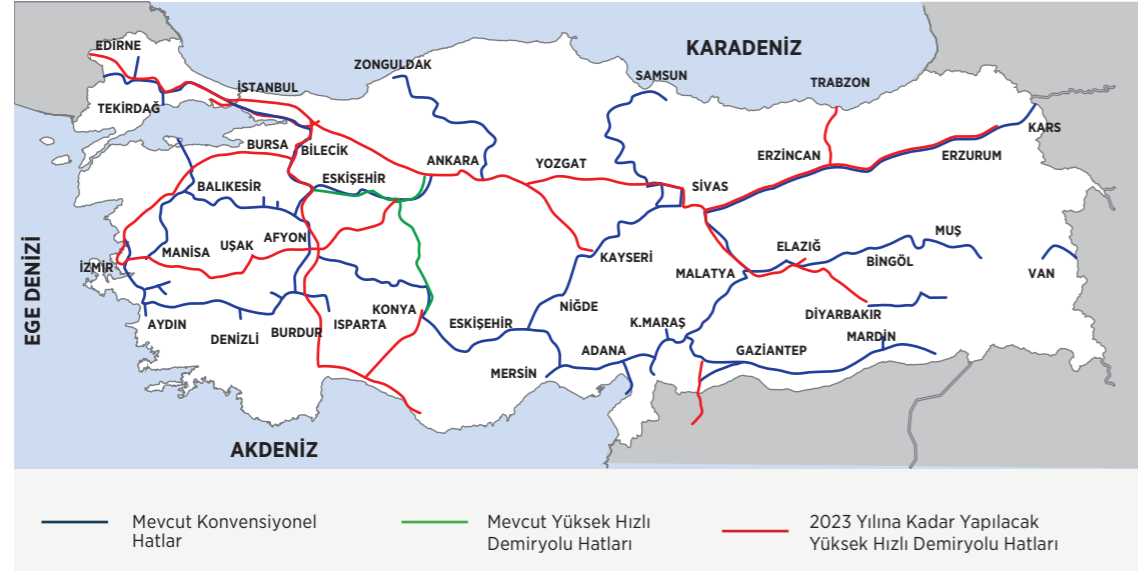 KARADENİZ
EDİRNE
ZONGULDAK
SAMSUN
TRABZON
İSTANBUL
TEKİRDAĞ
KARS
BURSA
BİLECİK
ANKARA
YOZGAT
ERZİNCAN
ERZURUM
ESKİŞEHİR
BALIKESİR
SİVAS
MUŞ
MANİSA
UŞAK
AFYON
ELAZIĞ
BİNGÖL
KAYSERİ
MALATYA
VAN
İZMİR
EGE DENİZİ
NİĞDE
KONYA
ISPARTA
ESKİŞEHİR
DİYARBAKIR
AYDIN
DENİZLİ
BURDUR
K.MARAŞ
MARDİN
ADANA
GAZİANTEP
MERSİN
AKDENİZ
Mevcut Konvensiyonel
Hatlar
Mevcut Yüksek Hızlı
Demiryolu Hatları
2023 Yılına Kadar Yapılacak
Yüksek Hızlı Demiryolu Hatları